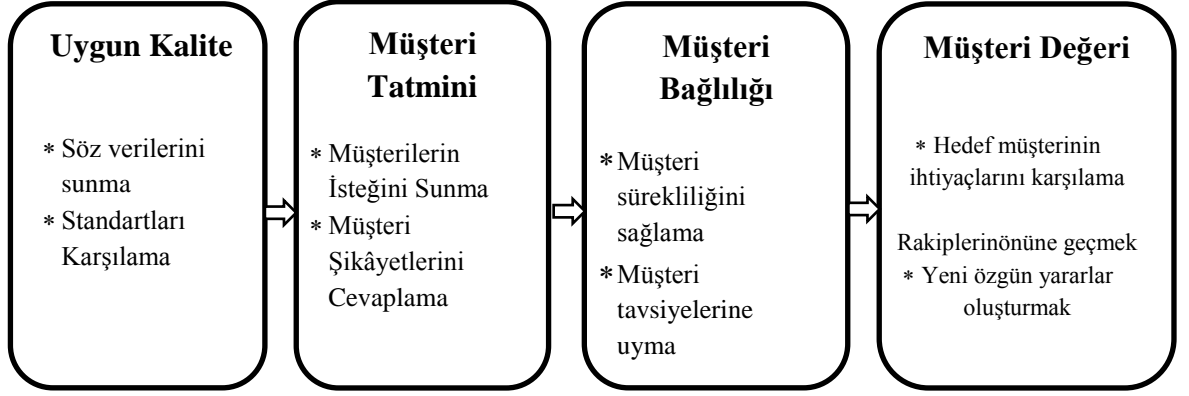 Uygun Kalite
* Söz verilerini
sunma
* Standartları
Karşılama
Müşteri
Tatmini
* Müşterilerin
İsteğini Sunma
* Müşteri
Şikâyetlerini
Cevaplama
Müşteri
Bağlılığı
* Müşteri
sürekliliğini
sağlama
* Müşteri
tavsiyelerine
uyma
Müşteri Değeri
* Hedef müşterinin
ihtiyaçlarını karşılama
Rakiplerinönüne geçmek
* Yeni özgün yararlar
oluşturmak